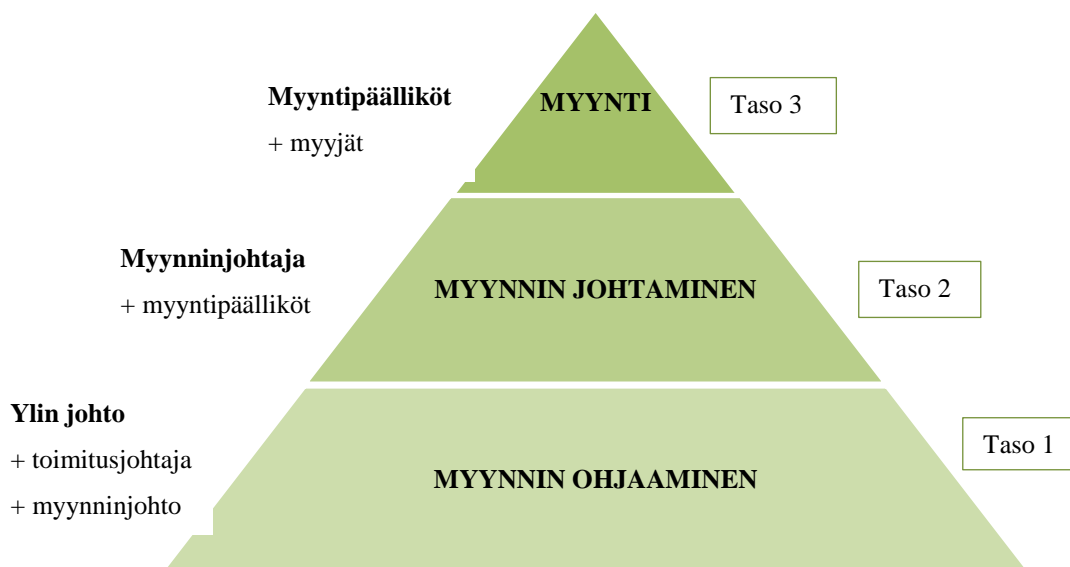 Myyntipäälliköt
+ myyjät
MYYNTI
Taso 3
Myynninjohtaja
+ myyntipäälliköt
MYYNNIN JOHTAMINEN
Taso 2
Ylin johto
+ toimitusjohtaja
+ myynninjohto
MYYNNIN OHJAAMINEN
Taso 1